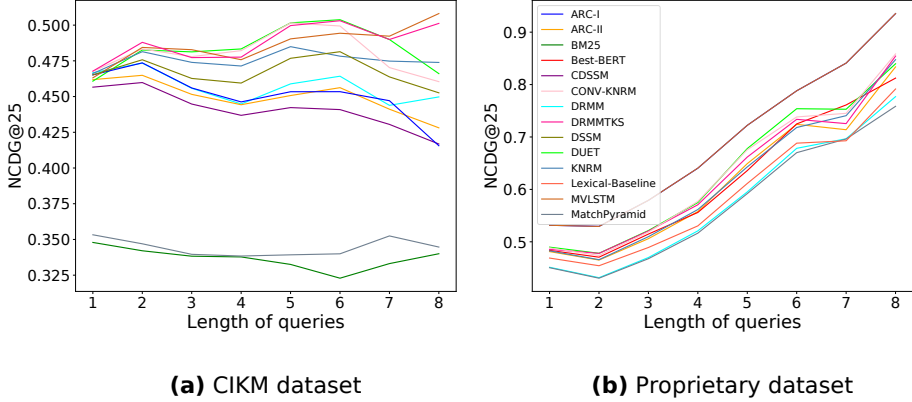 0.500
0.475
0.450
0.425
0.400
0.375
0.350
0.325
NCDG@25
1 2 3 4 5 6 7 8
Length of queries
(a) CIKM dataset
0.9
0.8
0.7
0.6
0.5
NCDG@25
ARC-I
ARC-II
BM25
Best-BERT
CDSSM
CONV-KNRM
DRMM
DRMMTKS
DSSM
DUET
KNRM
Lexical-Baseline
MVLSTM
MatchPyramid
1 2 3 4 5 6 7 8
Length of queries
(b) Proprietary dataset